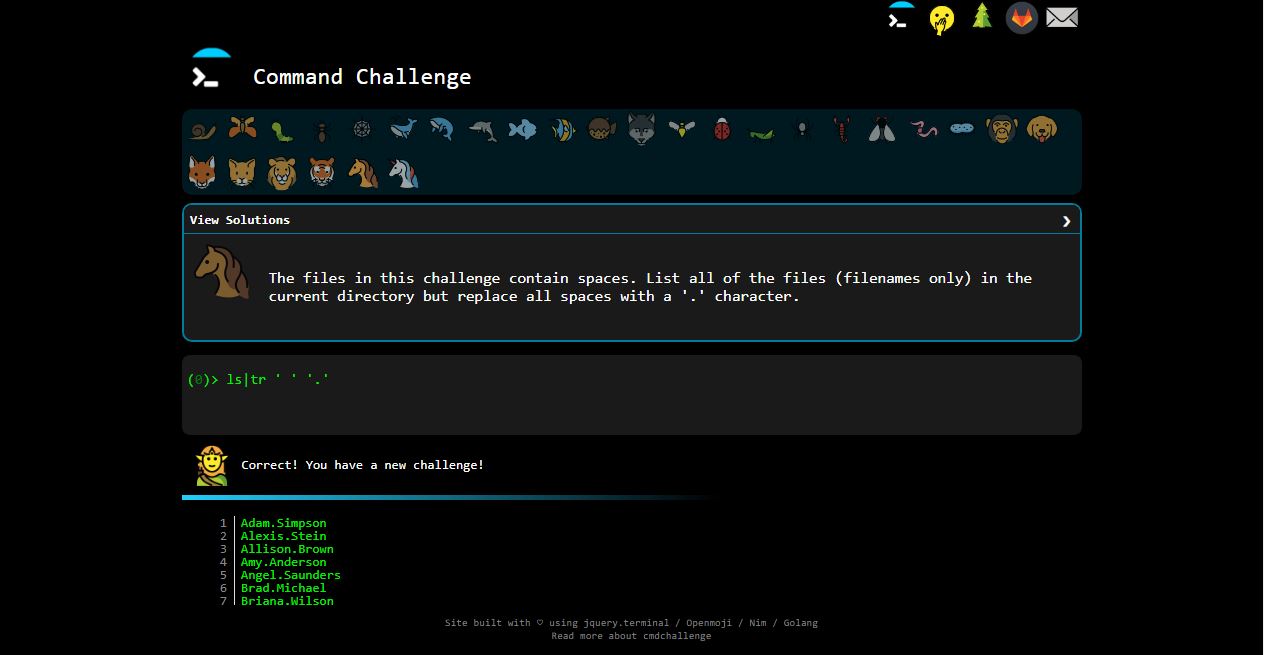 Command Challenge
View Solutions
The files in this challenge contain spaces. List all of the files (filenames only) in the
current directory but replace all spaces with a '.' character.
(0)> ls|tr ' ' '.'
Correct! You have a new challenge!
1 Adam.Simpson
2 Alexis.Stein
3 Allison.Brown
4 Amy.Anderson
5 Angel.Saunders
6 Brad.Michael
7 Briana.Wilson
Site built with ♡ using jquery.terminal / Openmoji / Nim / Golang
Read more about cmdchallenge